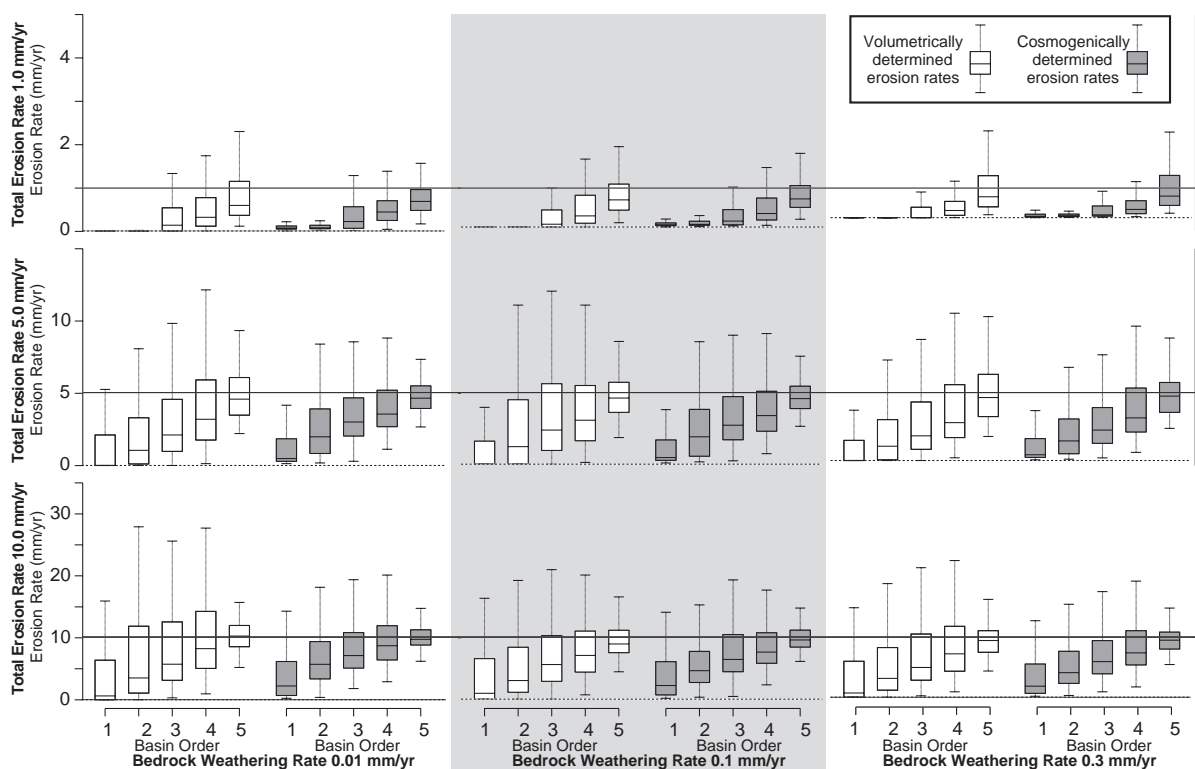 Total Erosion Rate 1.0 mm/yr
Erosion Rate (mm/yr)
4
2
0
Volumetrically
determined
erosion rates
Cosmogenically
determined
erosion rates
Total Erosion Rate 5.0 mm/yr
Erosion Rate (mm/yr)
10
5
0
Total Erosion Rate 10.0 mm/yr
Erosion Rate (mm/yr)
30
20
10
0
1 2 3 4 5 1 2 3 4 5 1 2 3 4 5 1 2 3 4 5 1 2 3 4 5 1 2 3 4 5
Basin Order Basin Order Basin Order Basin Order Basin Order Basin Order
Bedrock Weathering Rate 0.01 mm/yr Bedrock Weathering Rate 0.1 mm/yr Bedrock Weathering Rate 0.3 mm/yr